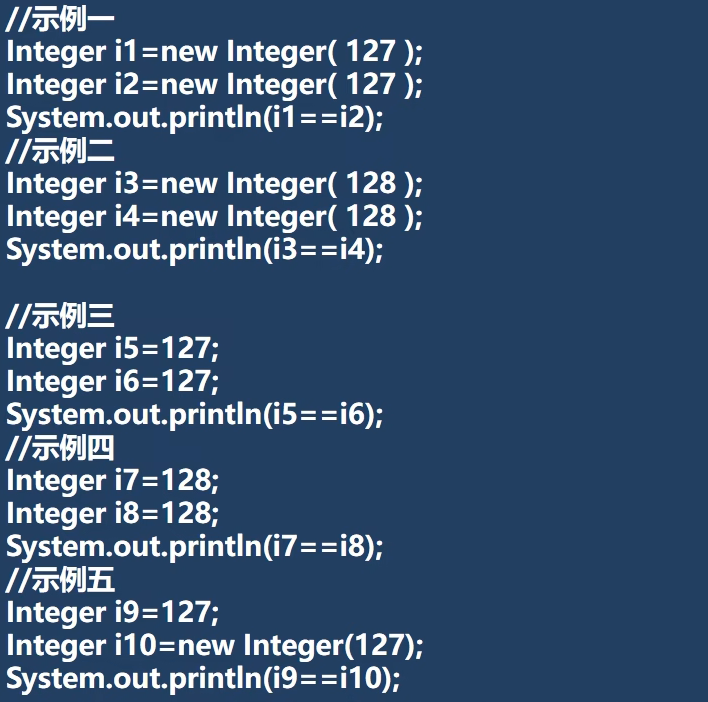 //示例一
Integer i1=new Integer( 127 );
Integer i2=new Integer( 127 );
System.out.println(i1==i2);
//示例二
Integer i3=new Integer( 128 );
Integer i4=new Integer( 128 );
System.out.println(i3==i4);
//示例三
Integer i5=127;
Integer i6=127;
System.out.println(i5==i6);
//示例四
Integer i7=128;
Integer i8=128;
System.out.println(i7==i8);
//示例五
Integer i9=127;
Integer i10=new Integer(127);
System.out.println(i9==i10);